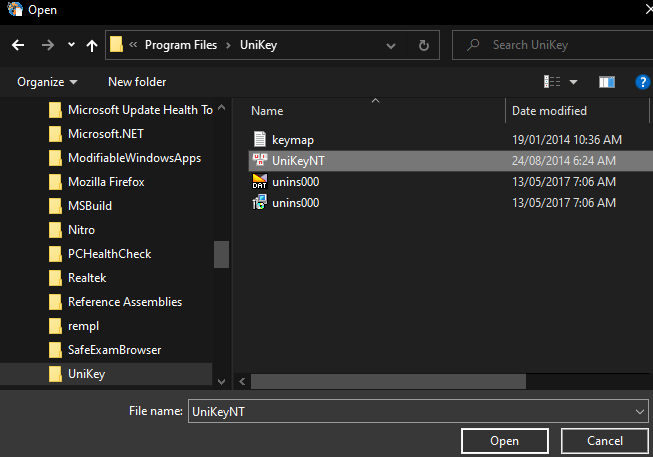 Open
Program Files > UniKey
Search UniKey
Organize
New folder
?
Microsoft Update Health To
Microsoft.NET
ModifiableWindowsApps
Mozilla Firefox
MSBuild
Nitro
PCHealthCheck
Realtek
Reference Assemblies
rempl
SafeExamBrowser
UniKey
Name Date modified
keymap 19/01/2014 10:36 AM
UniKeyNT 24/08/2014 6:24 AM
DAT unins000 13/05/2017 7:06 AM
unins000 13/05/2017 7:06 AM
File name: UniKeyNT
Open Cancel